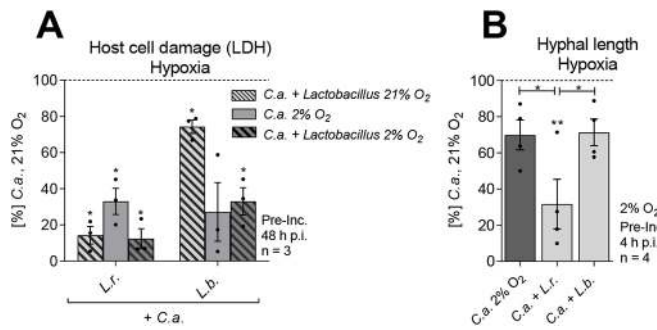 A
Host cell damage (LDH)
Hypoxia
[%] C.a., 21% O₂
100
80
60
40
20
0
C.a. + Lactobacillus 21% O₂
C.a. 2% O₂
C.a. + Lactobacillus 2% O₂
*
*
*
*
*
Pre-Inc.
48 h p.i.
n = 3
L.r.
L.b.
+ C.a.
B
Hyphal length
Hypoxia
[%] C.a., 21% O₂
100
80
60
40
20
0
*
*
**
2% O₂
Pre-Inc
4 h p.i.
n = 4
C.a. 2% O₂
C.a. + L.r.
C.a. + L.b.